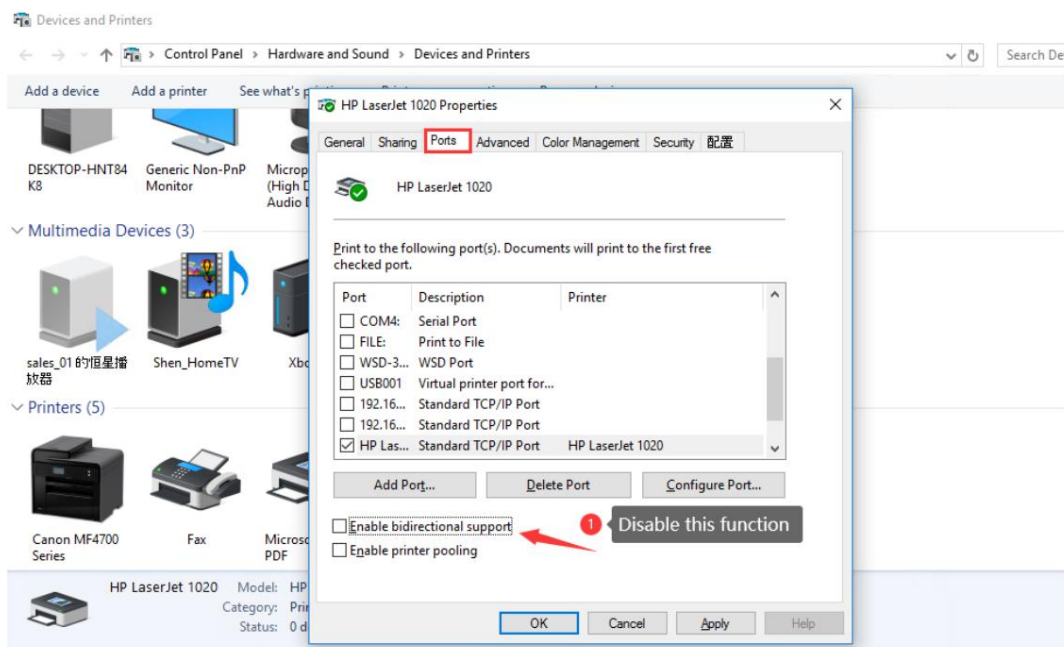 Devices and Printers
Control Panel > Hardware and Sound > Devices and Printers
Search De
Add a device Add a printer See what's p
HP LaserJet 1020 Properties
General Sharing Ports Advanced Color Management Security 配置
HP LaserJet 1020
Print to the following port(s). Documents will print to the first free
checked port.
Port Description Printer
COM4: Serial Port
FILE: Print to File
WSD-3... WSD Port
USB001 Virtual printer port for...
192.16... Standard TCP/IP Port
192.16... Standard TCP/IP Port
HP Las... Standard TCP/IP Port HP LaserJet 1020
Add Port... Delete Port Configure Port...
Enable bidirectional support
1 Disable this function
Enable printer pooling
OK Cancel Apply Help
DESKTOP-HNT84
K8
Generic Non-PnP
Monitor
Microp
(High D
Audio
Multimedia Devices (3)
sales_01 的恒星播
放器
Shen_HomeTV
Xbo
Printers (5)
Canon MF4700
Series
Fax
Microso
PDF
HP LaserJet 1020
Model: HP
Category: Prin
Status: 0 d